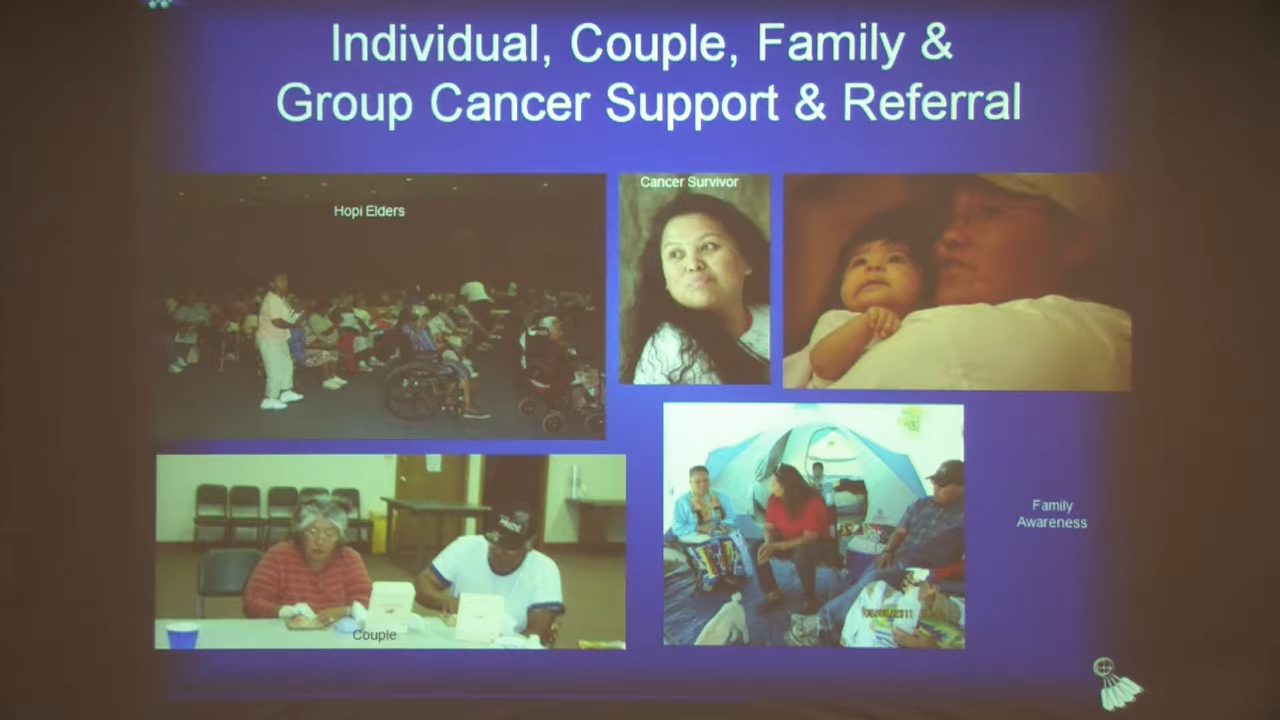 Individual, Couple, Family &
Group Cancer Support & Referral
Hopi Elders
Cancer Survivor
Family
Awareness
Couple